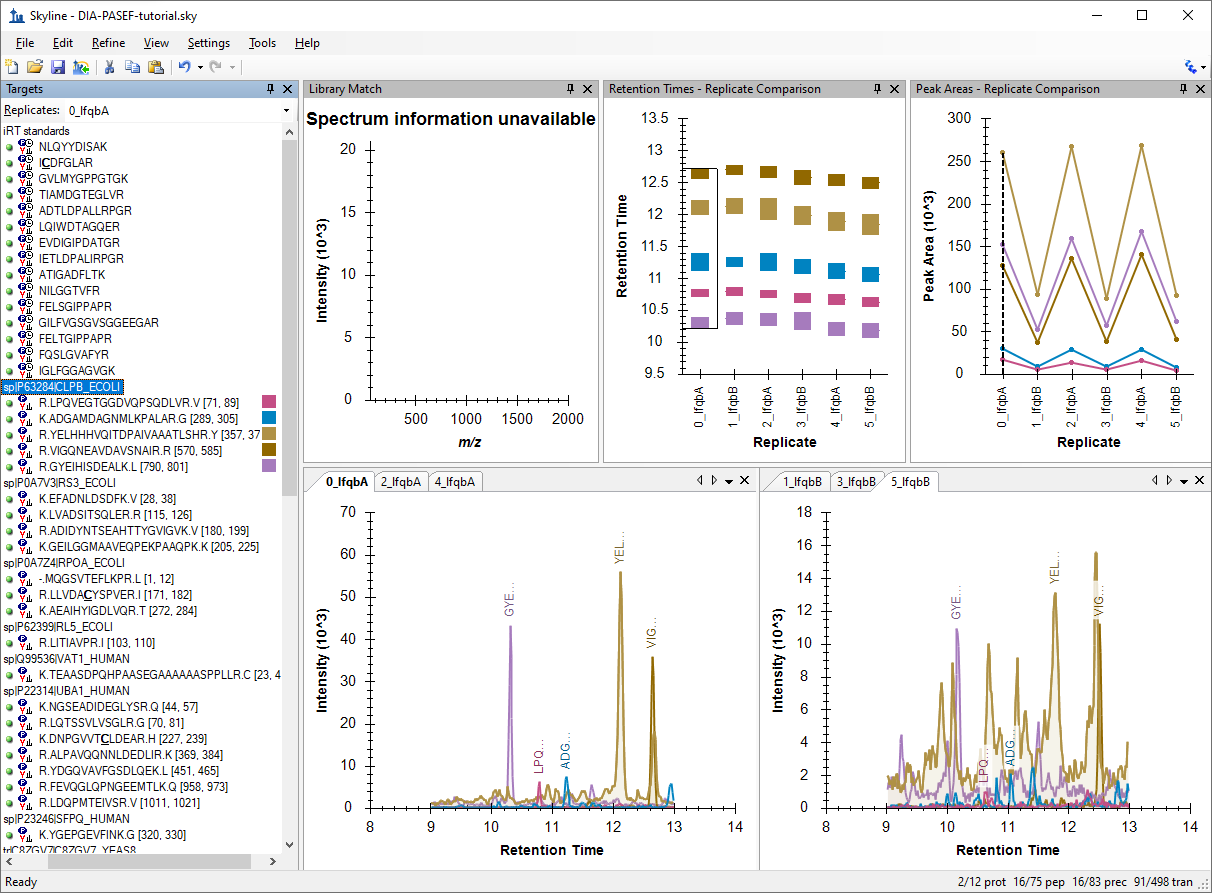 Skyline - DIA-PASEF-tutorial.sky
File Edit Refine View Settings Tools Help
Targets
Replicates: 0_lfqbA
iRT standards
NLQYYDISAK
ICDFGLAR
GVLMYGPPGTGK
TIAMDGTEGLVR
ADTLDPALLRPGR
LQIWDTAGQER
EVDIGIPDATGR
IETLDPALIRPGR
ATIGADFLTK
NILGGTVFR
FELSGIPPAPR
GILFVGSGVSGGEEGAR
FELTGIPPAPR
FQSLGVAFYR
IGLFGGAGVGK
sp|P63284|CLPB_ECOLI
R.LPQVEGTGGDVQPSQDLVR.V [71, 89]
K.ADGAMDAGNMLKPALAR.G [289, 305]
R.YELHHHVQITDPAIVAAATLSHR.Y [357, 37
R.VIGQNEAVDAVSNAIR.R [570, 585]
R.GYEIHISDEALK.L [790, 801]
sp|P0A7V3|RS3_ECOLI
K.EFADNLDSDFK.V [28, 38]
K.LVADSITSQLER.R [115, 126]
R.ADIDYNTSEAHTTYGVIGVK.V [180, 199]
K.GEILGGMAAVEQPEKPAAQPK.K [205, 225]
sp|P0A7Z4|RPOA_ECOLI
-.MQGSVTEFLKPR.L [1, 12]
R.LLVDACYSPVER.I [171, 182]
K.AEAIHYIGDLVQR.T [272, 284]
sp|P62399|RL5_ECOLI
R.LITIAVPR.I [103, 110]
sp|Q99536|VAT1_HUMAN
K.TEAASDPQHPAASEGAAAAAASPPLLR.C [23, 4
sp|P22314|UBA1_HUMAN
K.NGSEADIDEGLYSR.Q [44, 57]
R.LQTSSVLVSGLR.G [70, 81]
K.DNPGVVTCLDEAR.H [227, 239]
R.ALPAVQQNNLDEDLIR.K [369, 384]
R.YDGQVAVFGSDLQEK.L [451, 465]
R.FEVQGLQPNGEEMTLK.Q [958, 973]
R.LDQPMTEIVSR.V [1011, 1021]
sp|P23246|SFPQ_HUMAN
K.YGEPGEVFINK.G [320, 330]
tr|C8ZGV7|C8ZGV7_YEAS8
Library Match
Spectrum information unavailable
20
15
10
5
0
Intensity (10^3)
500 1000 1500 2000
m/z
Retention Times - Replicate Comparison
13.5
13
12.5
12
11.5
11
10.5
10
9.5
Retention Time
0_lfqbA
1_lfqbB
2_lfqbA
3_lfqbB
4_lfqbA
5_lfqbB
Replicate
Peak Areas - Replicate Comparison
300
250
200
150
100
50
0
Peak Area (10^3)
0_lfqbA
1_lfqbB
2_lfqbA
3_lfqbB
4_lfqbA
5_lfqbB
Replicate
0_lfqbA 2_lfqbA 4_lfqbA
70
60
50
40
30
20
10
0
Intensity (10^3)
GYE...
LPQ...
ADG...
YEL...
VIG...
8 9 10 11 12 13 14
Retention Time
1_lfqbB 3_lfqbB 5_lfqbB
18
16
14
12
10
8
6
4
2
0
Intensity (10^3)
GYE...
LPQ...
ADG...
YEL...
VIG...
8 9 10 11 12 13 14
Retention Time
Ready
2/12 prot 16/75 pep 16/83 prec 91/498 tran